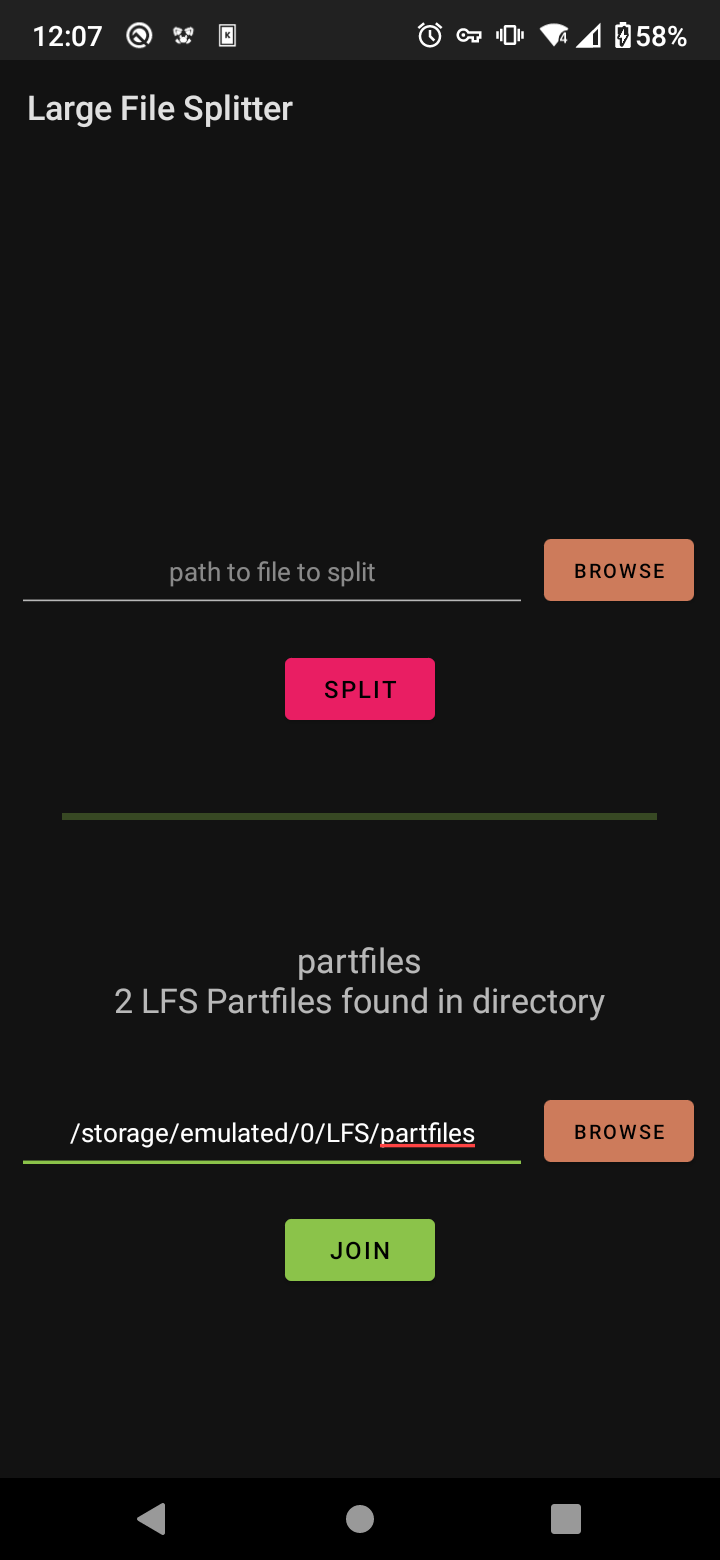 12:07 58%
Large File Splitter
path to file to split
BROWSE
SPLIT
partfiles
2 LFS Partfiles found in directory
/storage/emulated/0/LFS/partfiles
BROWSE
JOIN